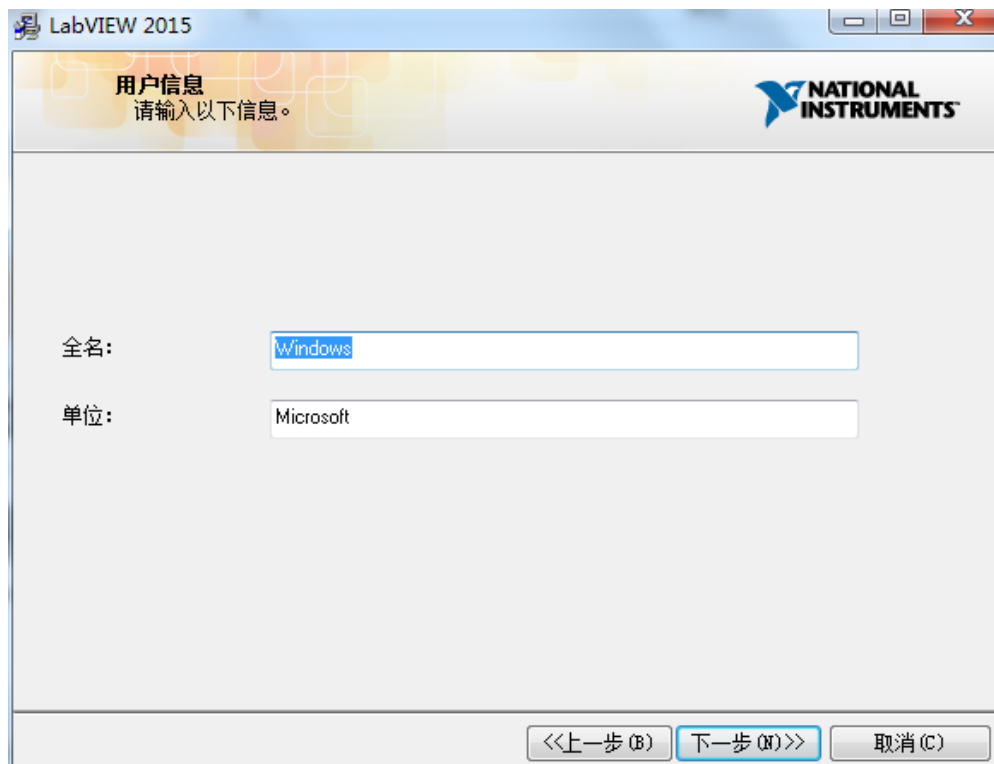 LabVIEW 2015
用户信息
请输入以下信息。
NATIONAL
INSTRUMENTS™
全名:
Windows
单位:
Microsoft
<<上一步(B)
下一步(N)>>
取消(C)